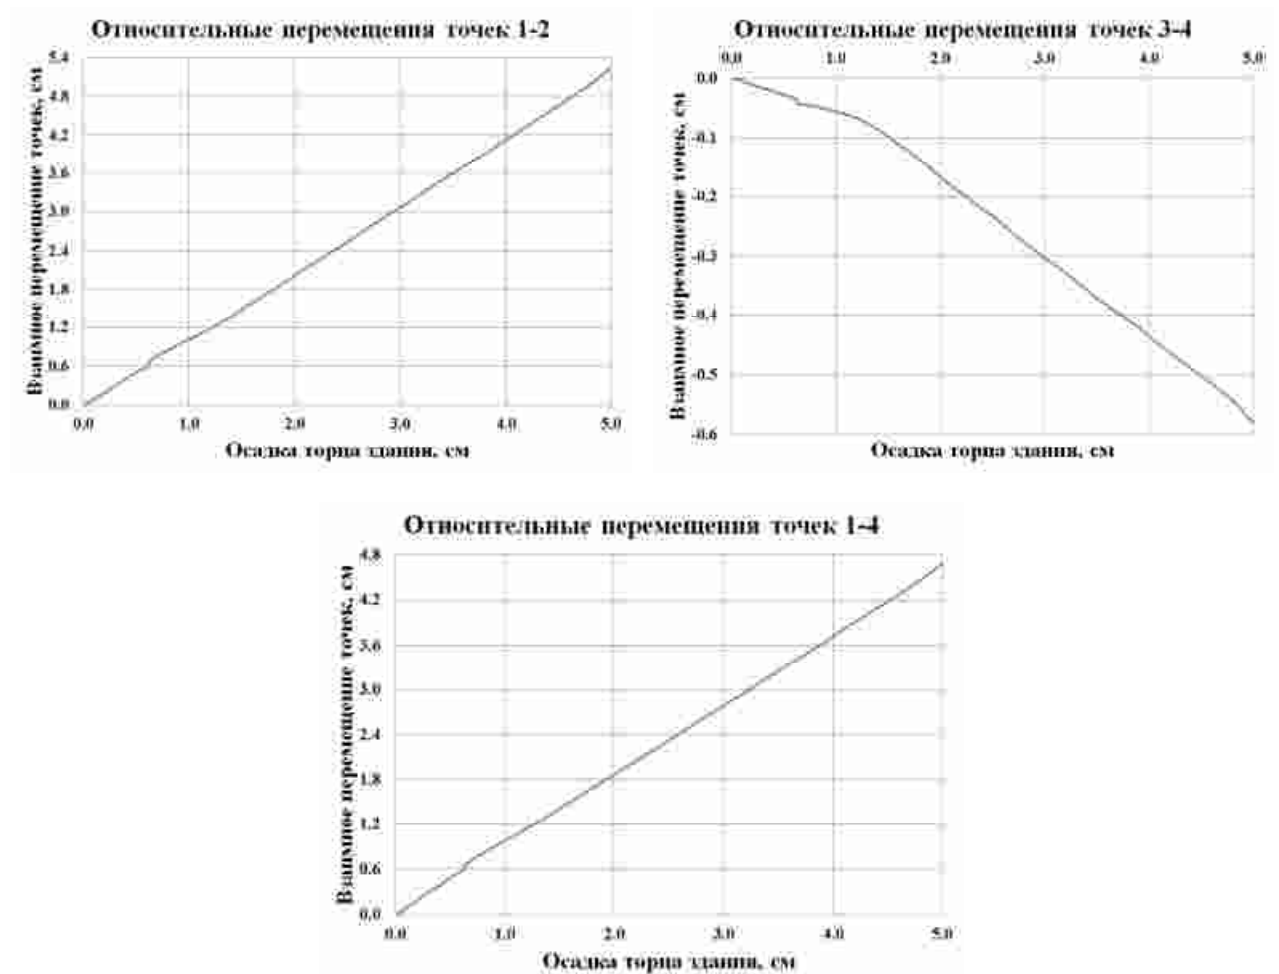 Относительные перемещения точек 1-2
Взаимное перемещение точек, см
5.4
4.8
4.2
3.6
3.0
2.4
1.8
1.2
0.6
0.0
0.0 1.0 2.0 3.0 4.0 5.0
Осадка торца здания, см
Относительные перемещения точек 3-4
0.0 1.0 2.0 3.0 4.0 5.0
Взаимное перемещение точек, см
0.0
-0.1
-0.2
-0.3
-0.4
-0.5
-0.6
Осадка торца здания, см
Относительные перемещения точек 1-4
Взаимное перемещение точек, см
4.8
4.2
3.6
3.0
2.4
1.8
1.2
0.6
0.0
0.0 1.0 2.0 3.0 4.0 5.0
Осадка торца здания, см